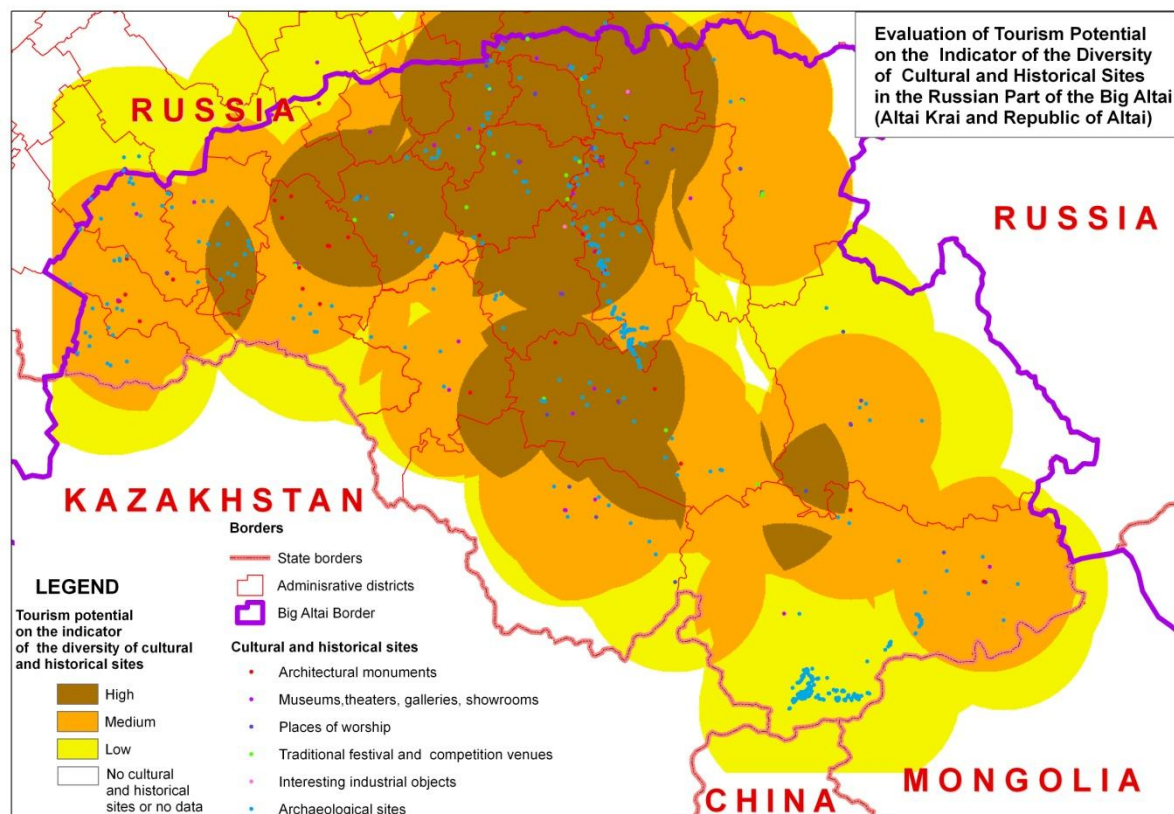 Evaluation of Tourism Potential
on the Indicator of the Diversity
of Cultural and Historical Sites
in the Russian Part of the Big Altai
(Altai Krai and Republic of Altai)
RUSSIA
RUSSIA
KAZAKHSTAN
CHINA
MONGOLIA
LEGEND
Tourism potential
on the indicator
of the diversity of cultural
and historical sites
High
Medium
Low
No cultural
and historical
sites or no data
Borders
State borders
Adminisrative districts
Big Altai Border
Cultural and historical sites
Architectural monuments
Museums,theaters, galleries, showrooms
Places of worship
Traditional festival and competition venues
Interesting industrial objects
Archaeological sites